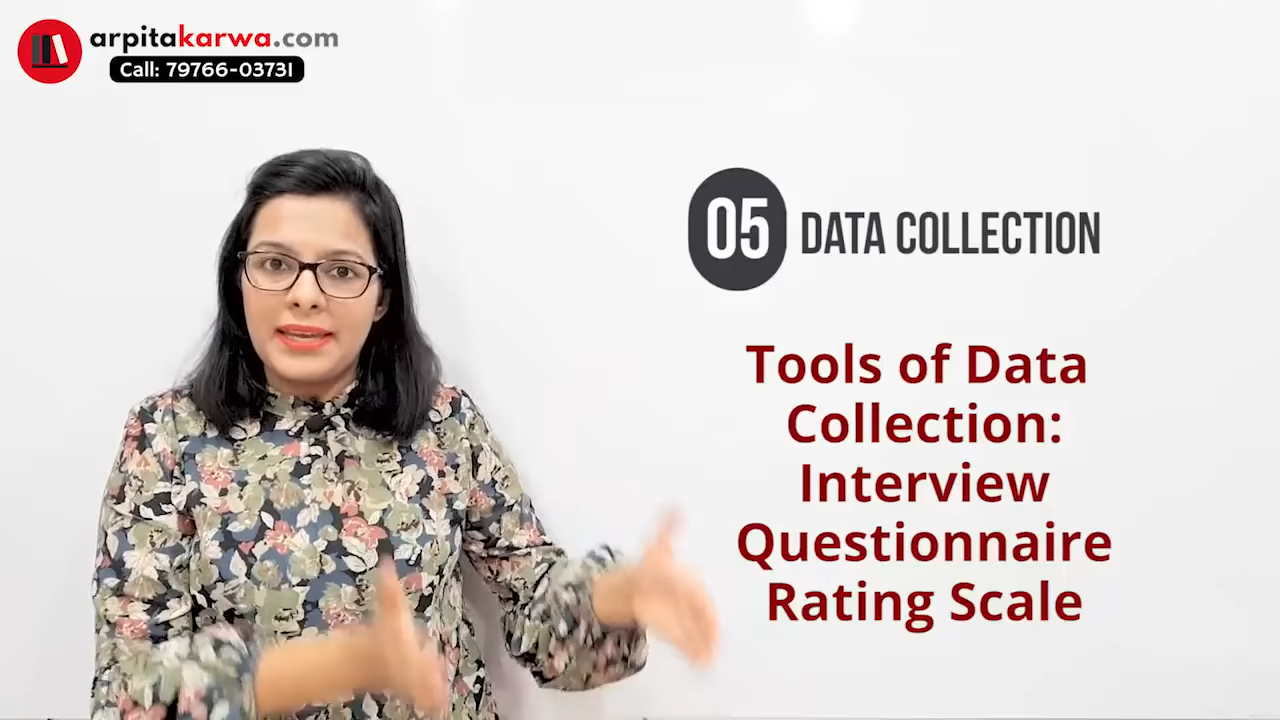 arpitakarwa.com
Call: 79766-03731
05 DATA COLLECTION
Tools of Data
Collection:
Interview
Questionnaire
Rating Scale